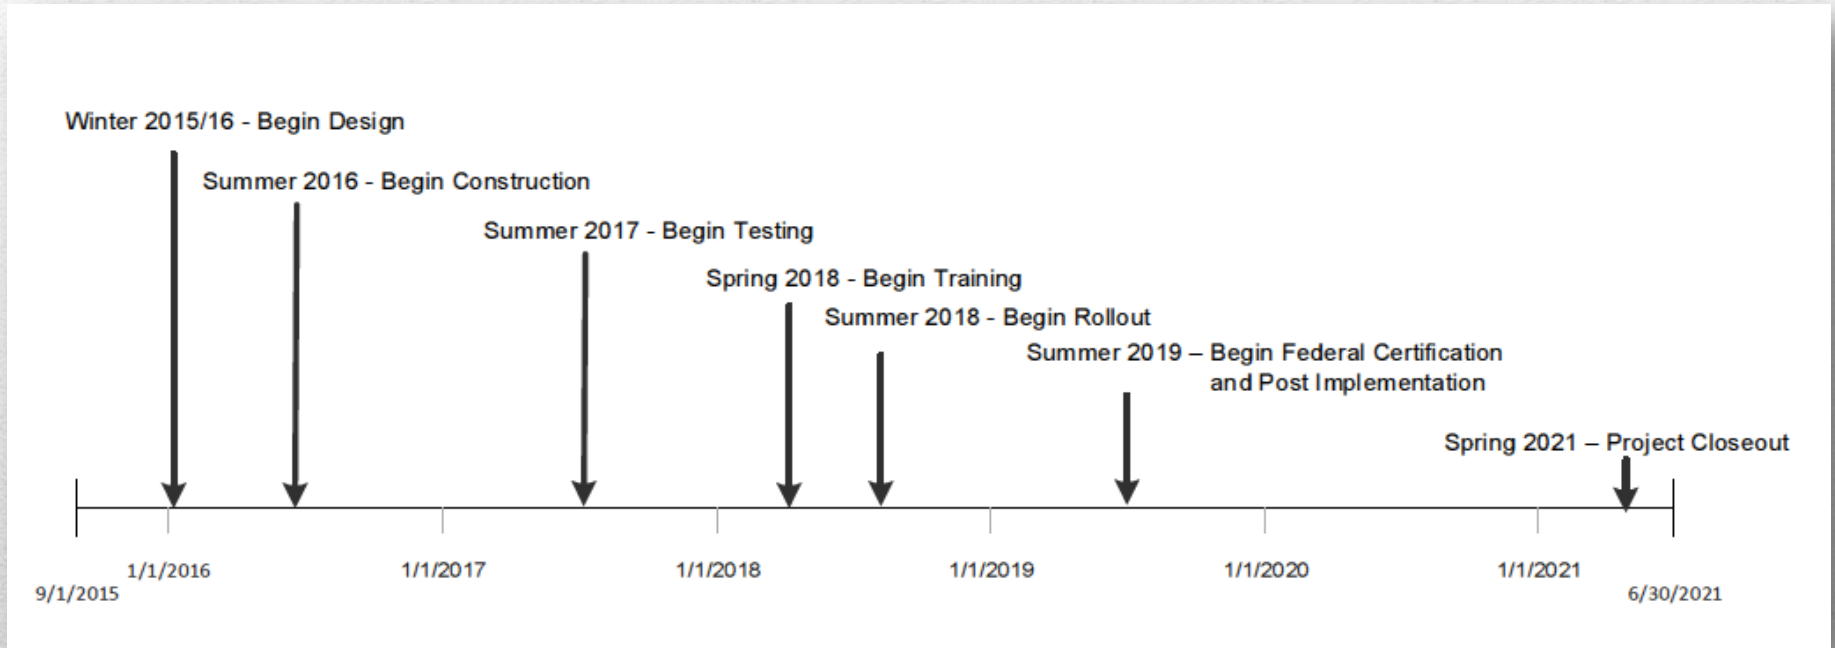 Winter 2015/16 - Begin Design
Summer 2016 - Begin Construction
Summer 2017 - Begin Testing
Spring 2018 - Begin Training
Summer 2018 - Begin Rollout
Summer 2019 – Begin Federal Certification
and Post Implementation
Spring 2021 – Project Closeout
1/1/2016
1/1/2017
1/1/2018
1/1/2019
1/1/2020
1/1/2021
9/1/2015
6/30/2021